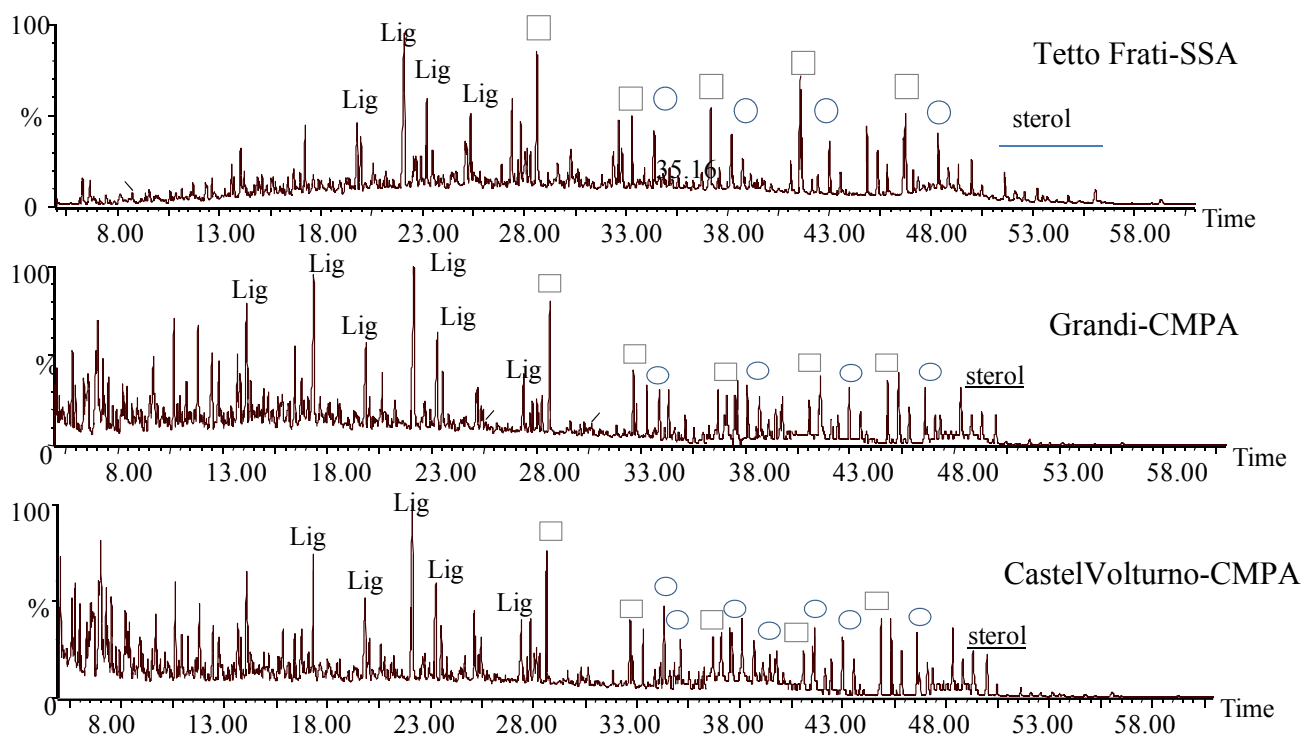 100
%
0
Lig
Lig
Lig
Lig
35.16
Tetto Frati-SSA
sterol
8.00 13.00 18.00 23.00 28.00 33.00 38.00 43.00 48.00 53.00 58.00 Time
100
%
0
Lig
Lig
Lig
Lig
Lig
Lig
Grandi-CMPA
sterol
8.00 13.00 18.00 23.00 28.00 33.00 38.00 43.00 48.00 53.00 58.00 Time
100
%
0
Lig
Lig
Lig
Lig
Lig
CastelVolturno-CMPA
sterol
8.00 13.00 18.00 23.00 28.00 33.00 38.00 43.00 48.00 53.00 58.00 Time